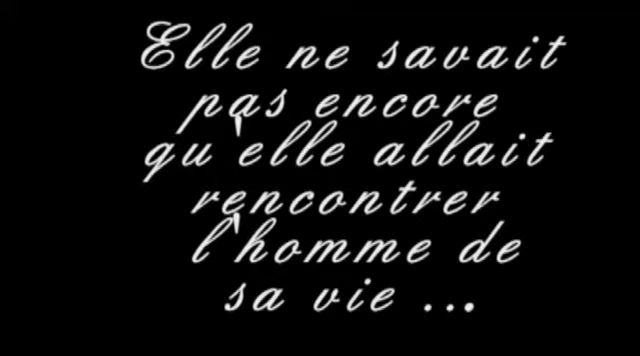 Elle ne savait
pas encore
qu'elle allait
rencontrer
l'homme de
sa vie ...